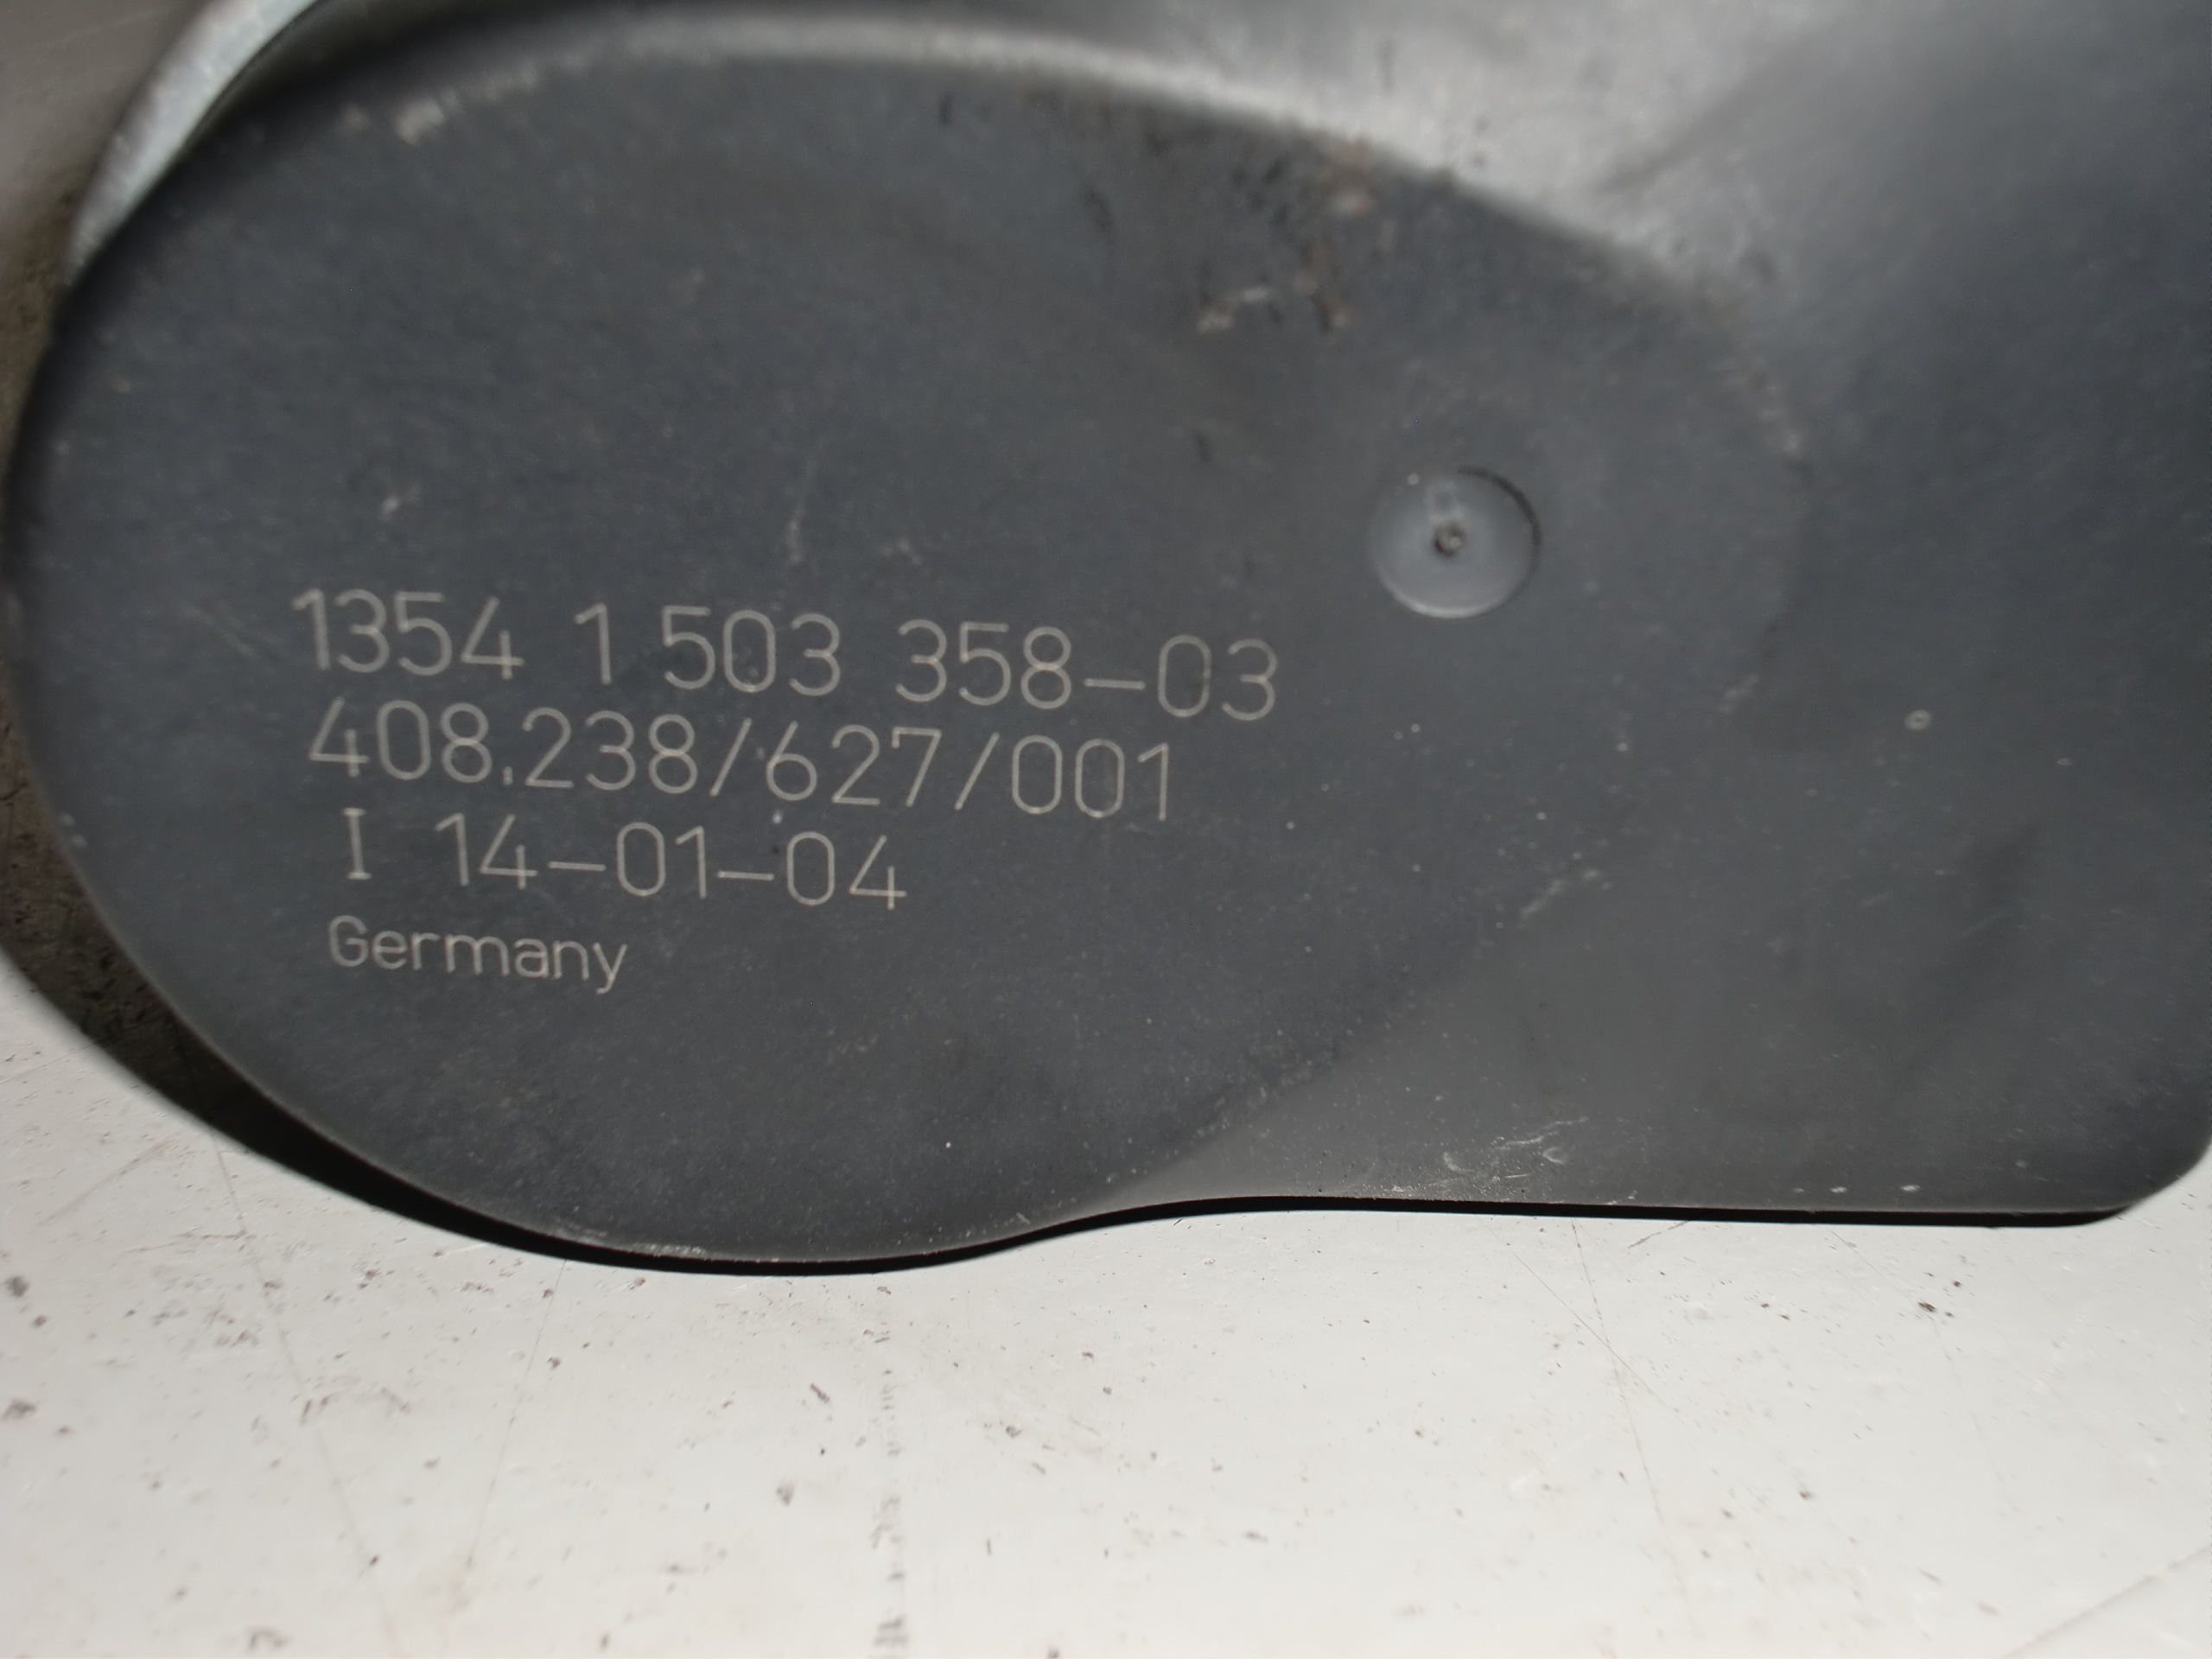 1354 1 503 358-03
408.238/627/001
I 14-01-04
Germany